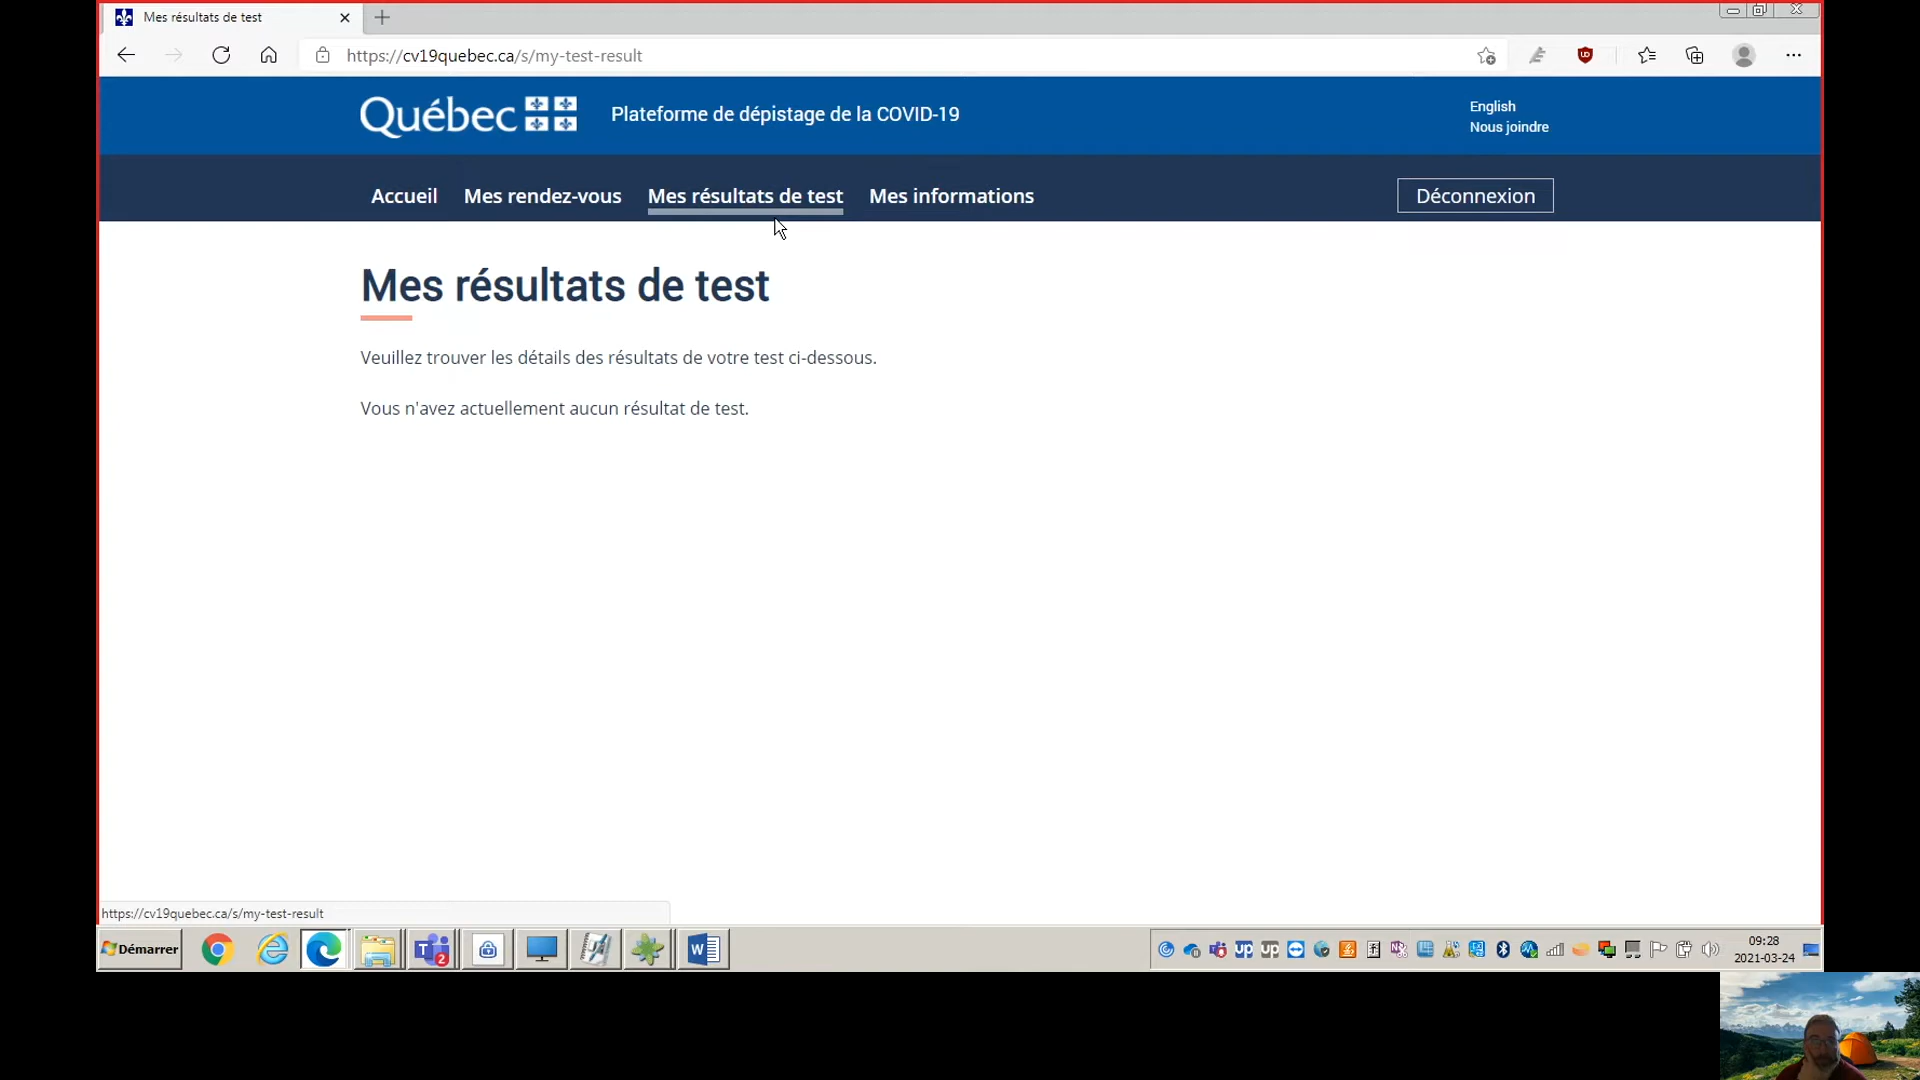 Mes résultats de test
https://cv19quebec.ca/s/my-test-result
Québec
Plateforme de dépistage de la COVID-19
English
Nous joindre
Accueil
Mes rendez-vous
Mes résultats de test
Mes informations
Déconnexion
Mes résultats de test
Veuillez trouver les détails des résultats de votre test ci-dessous.
Vous n'avez actuellement aucun résultat de test.
https://cv19quebec.ca/s/my-test-result
Démarrer
2
W
up
up
09:28
2021-03-24